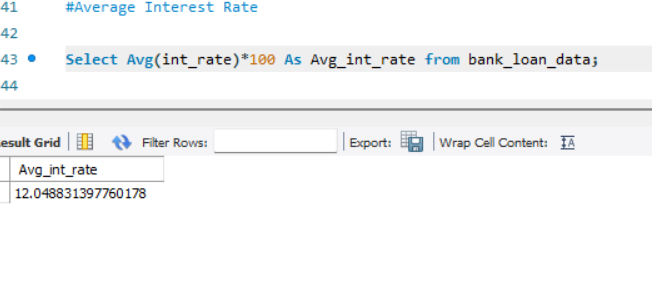 41 #Average Interest Rate
42
43 Select Avg(int_rate)*100 As Avg_int_rate from bank_loan_data;
44
esult Grid Filter Rows: Export: Wrap Cell Content:
Avg_int_rate
12.048831397760178